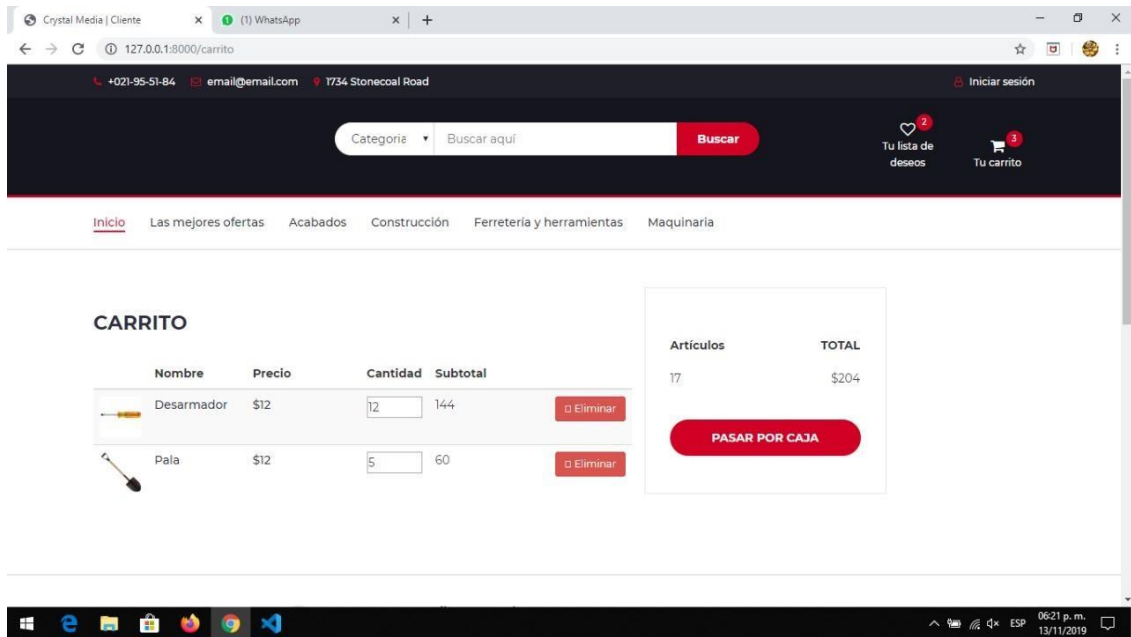 Crystal Media | Cliente
(1) WhatsApp
127.0.0.1:8000/carrito
+021-95-51-84 email@email.com 1734 Stonecoal Road Iniciar sesión
Categoria Buscar aquí Buscar
2
Tu lista de deseos
3
Tu carrito
Inicio Las mejores ofertas Acabados Construcción Ferretería y herramientas Maquinaria
CARRITO
Nombre Precio Cantidad Subtotal
Desarmador $12 12 144 Eliminar
Pala $12 5 60 Eliminar
Artículos TOTAL
17 $204
PASAR POR CAJA
ESP
06:21 p. m.
13/11/2019